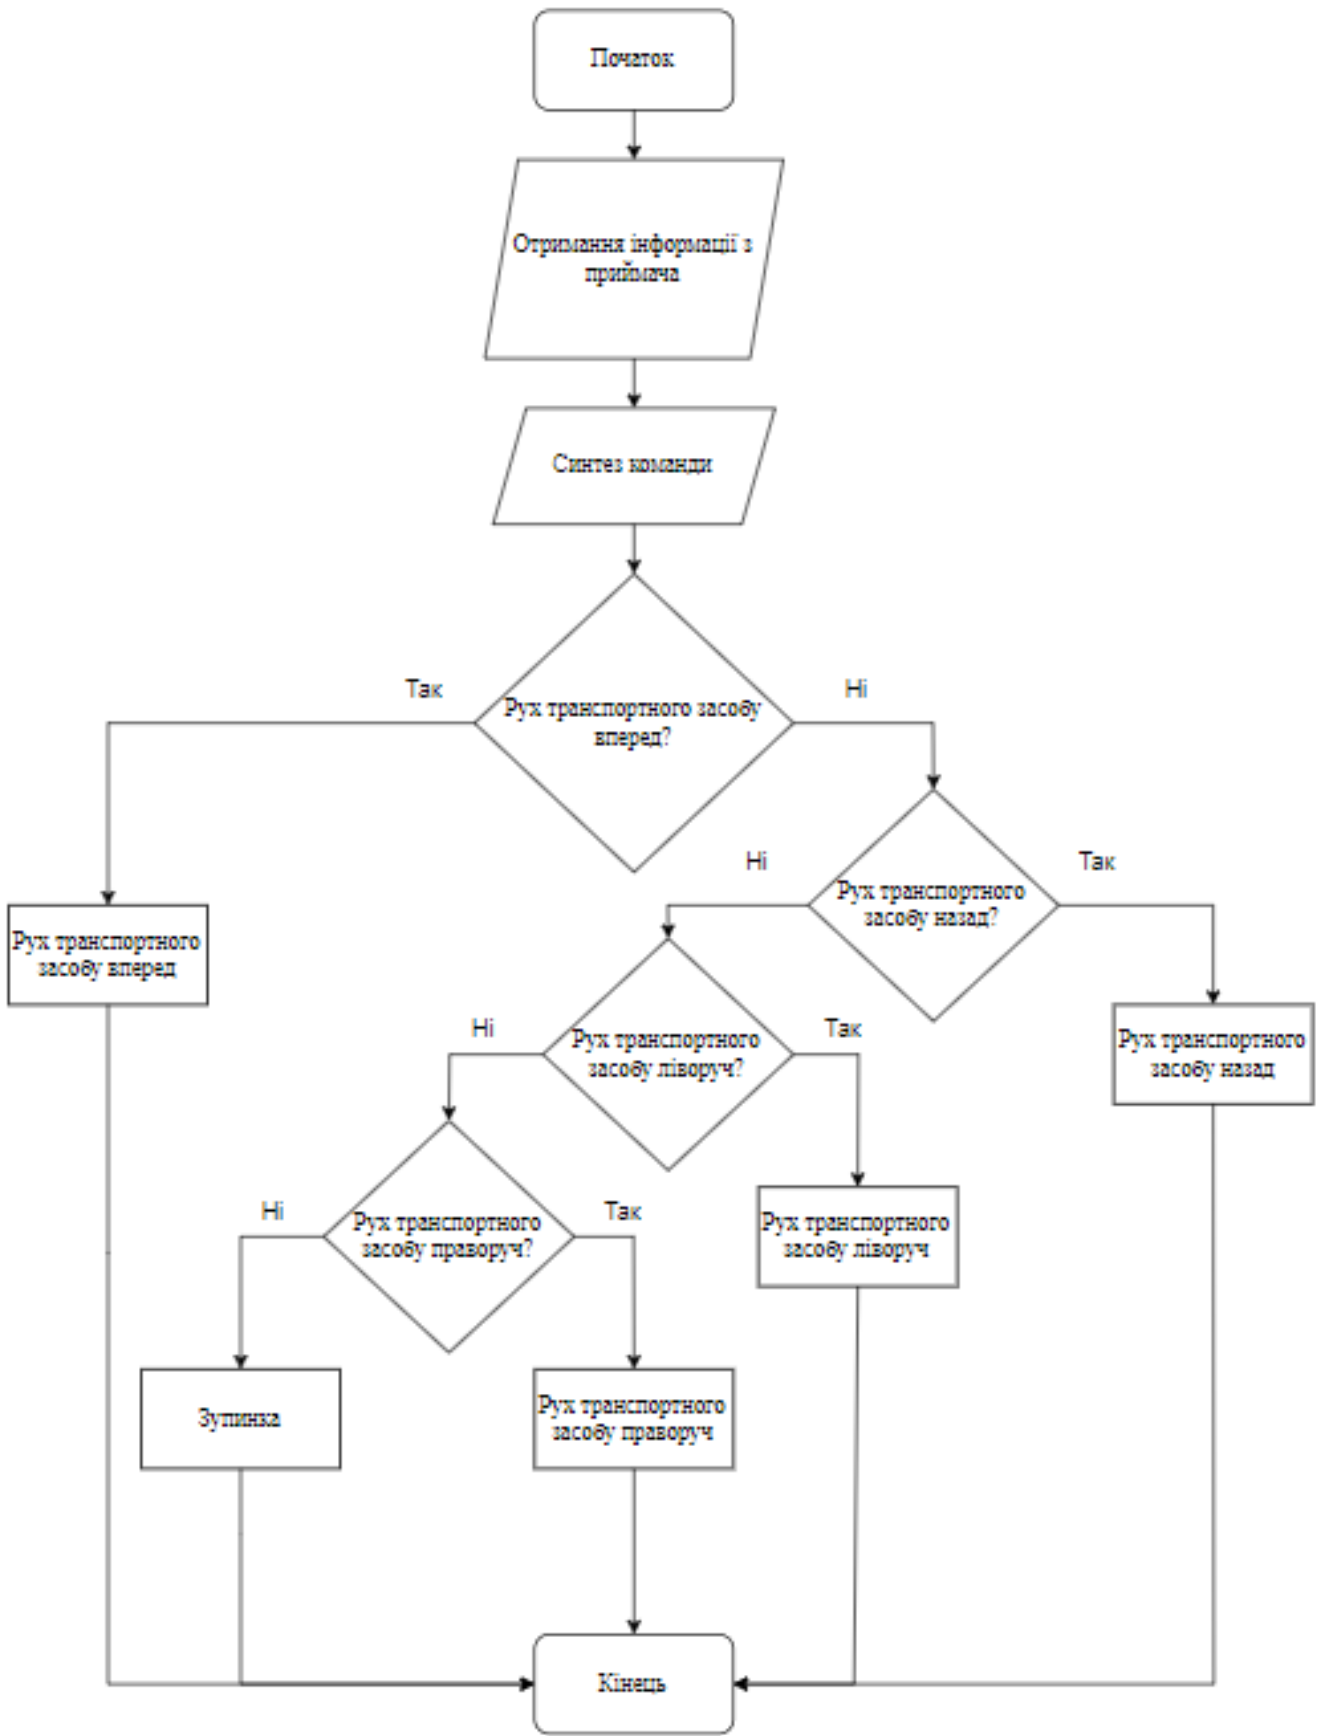 Початок
Отримання інформації з
приймача
Синтез команди
Так
Ні
Рух транспортного засобу
вперед?
Ні
Так
Рух транспортного
засобу назад?
Рух транспортного
засобу вперед
Ні
Так
Рух транспортного
засобу ліворуч?
Рух транспортного
засобу назад
Ні
Так
Рух транспортного
засобу праворуч?
Рух транспортного
засобу ліворуч
Зупинка
Рух транспортного
засобу праворуч
Кінець